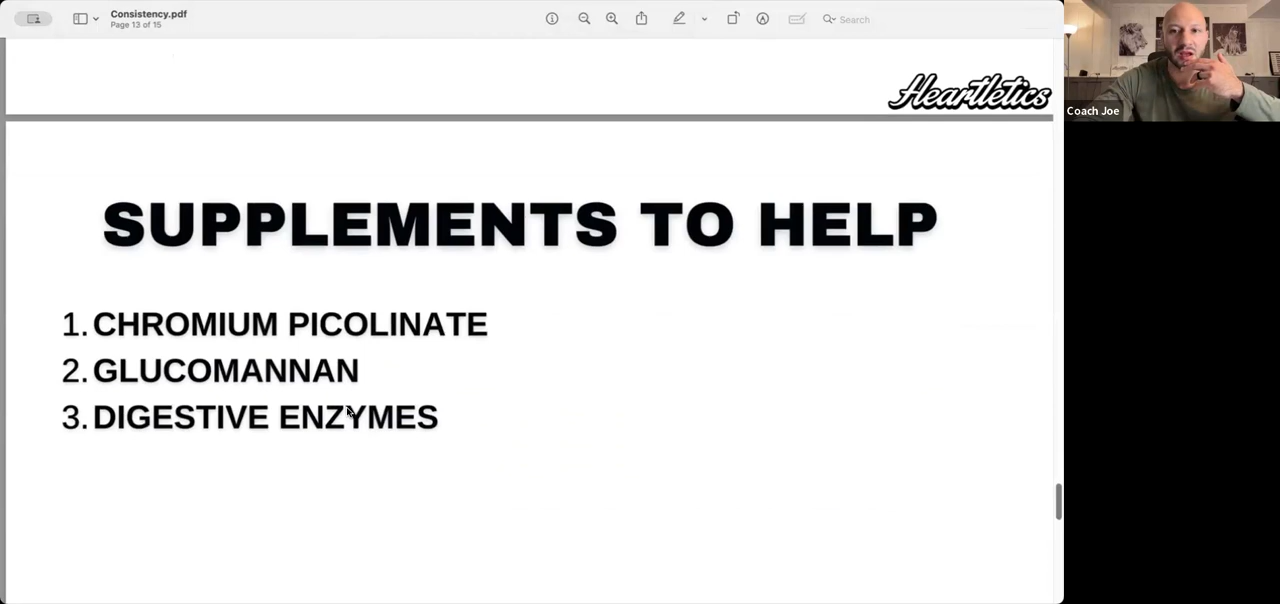 Consistency.pdf
Page 13 of 15
Search
Coach Joe
Heartletics
SUPPLEMENTS TO HELP
1. CHROMIUM PICOLINATE
2. GLUCOMANNAN
3. DIGESTIVE ENZYMES